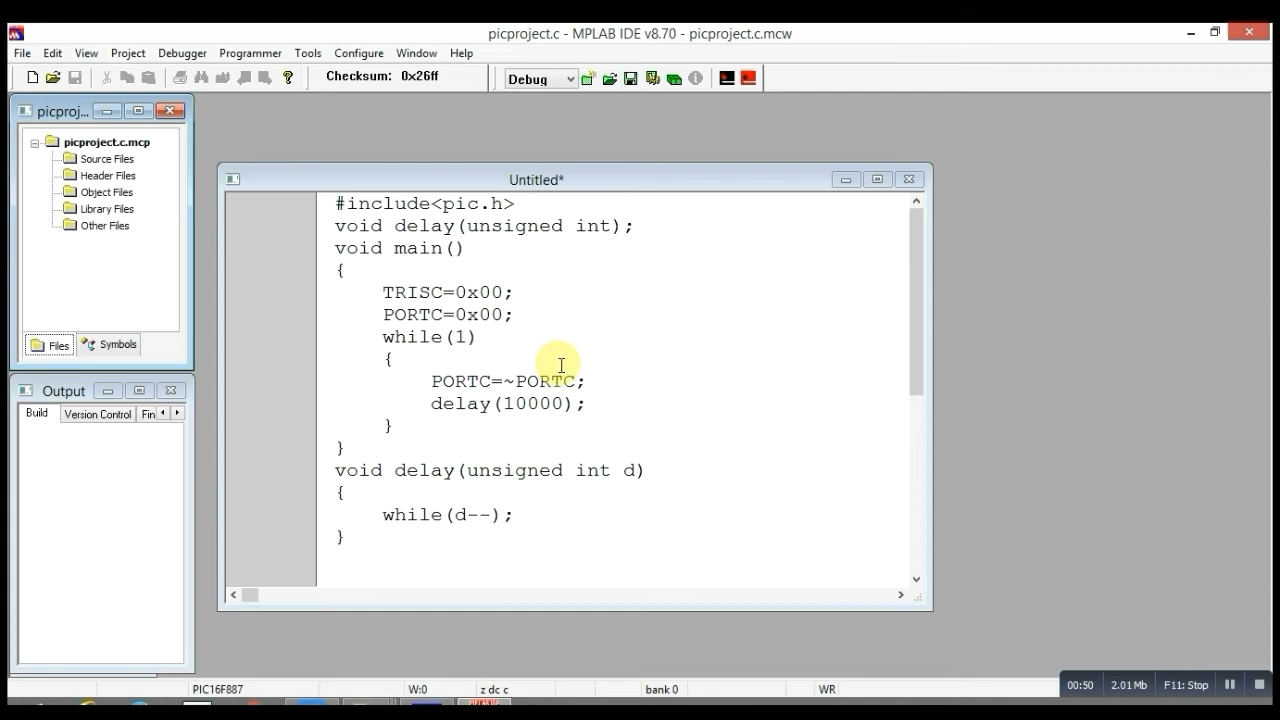 picproject.c - MPLAB IDE v8.70 - picproject.c.mcw
File Edit View Project Debugger Programmer Tools Configure Window Help
Checksum: 0x26ff
Debug
picproj...
picproject.c.mcp
Source Files
Header Files
Object Files
Library Files
Other Files
Files Symbols
Output
Build Version Control Fin
Untitled*
#include<pic.h>
void delay(unsigned int);
void main()
{
TRISC=0x00;
PORTC=0x00;
while(1)
{
PORTC=~PORTC;
delay(10000);
}
}
void delay(unsigned int d)
{
while(d--);
}
PIC16F887 W:0 z dc c bank 0 WR
00:50 2.01 Mb F11: Stop